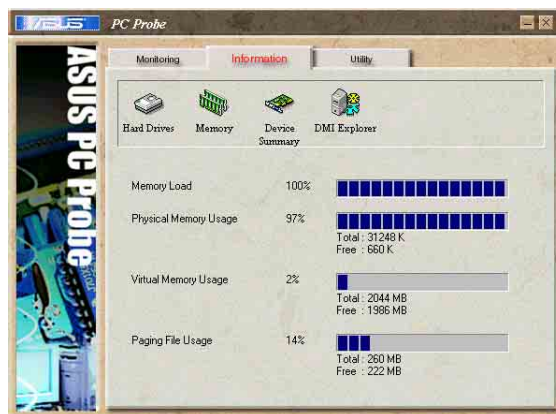 ASUS PC Probe
Monitoring Information Utility
ASUS PC Probe
Hard Drives Memory Device Summary DMI Explorer
Memory Load 100%
Physical Memory Usage 97%
Total : 31248 K
Free : 660 K
Virtual Memory Usage 2%
Total : 2044 MB
Free : 1986 MB
Paging File Usage 14%
Total : 260 MB
Free : 222 MB